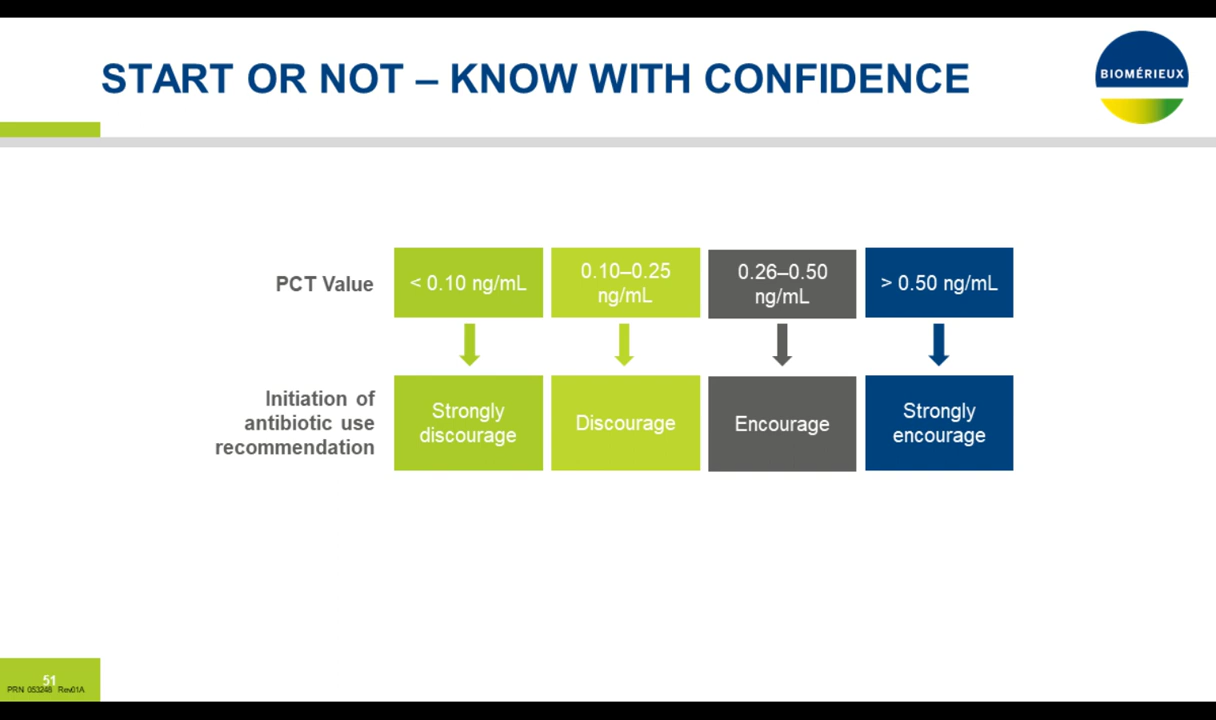 START OR NOT – KNOW WITH CONFIDENCE
BIOMÉRIEUX
PCT Value
< 0.10 ng/mL
0.10–0.25
ng/mL
0.26–0.50
ng/mL
> 0.50 ng/mL
Initiation of
antibiotic use
recommendation
Strongly
discourage
Discourage
Encourage
Strongly
encourage
51
PRN 053248 Rev01A